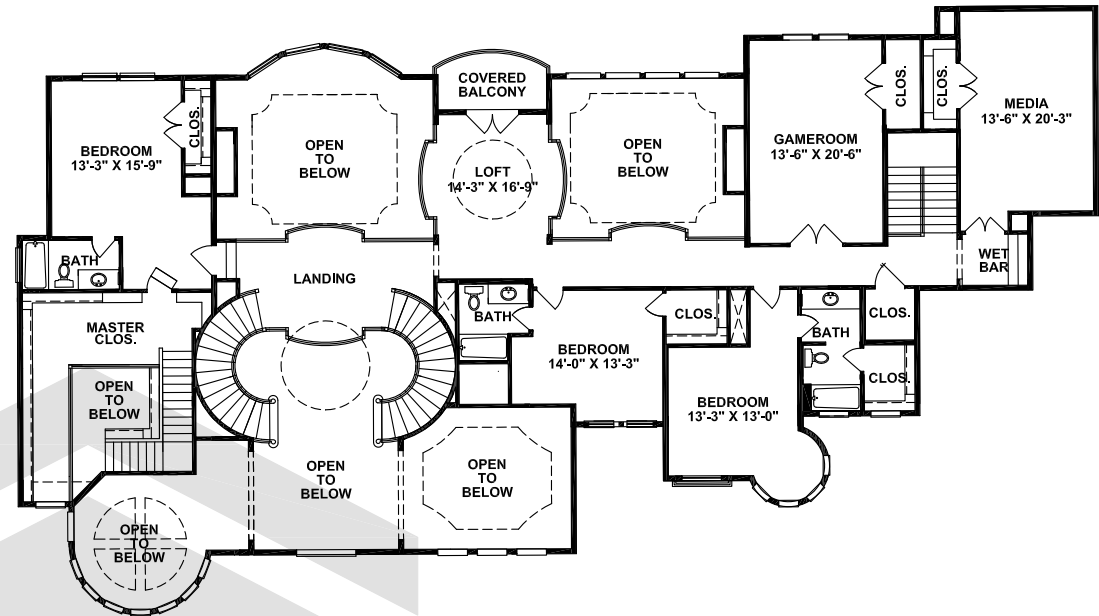 COVERED
BALCONY
CLOS.
BEDROOM
13'-3" X 15'-9"
OPEN
TO
BELOW
LOFT
14'-3" X 16'-9"
OPEN
TO
BELOW
GAMEROOM
13'-6" X 20'-6"
CLOS.
CLOS.
MEDIA
13'-6" X 20'-3"
BATH
LANDING
WET
BAR
MASTER
CLOS.
BATH
CLOS.
BATH
CLOS.
BEDROOM
14'-0" X 13'-3"
OPEN
TO
BELOW
BEDROOM
13'-3" X 13'-0"
CLOS.
OPEN
TO
BELOW
OPEN
TO
BELOW
OPEN
TO
BELOW